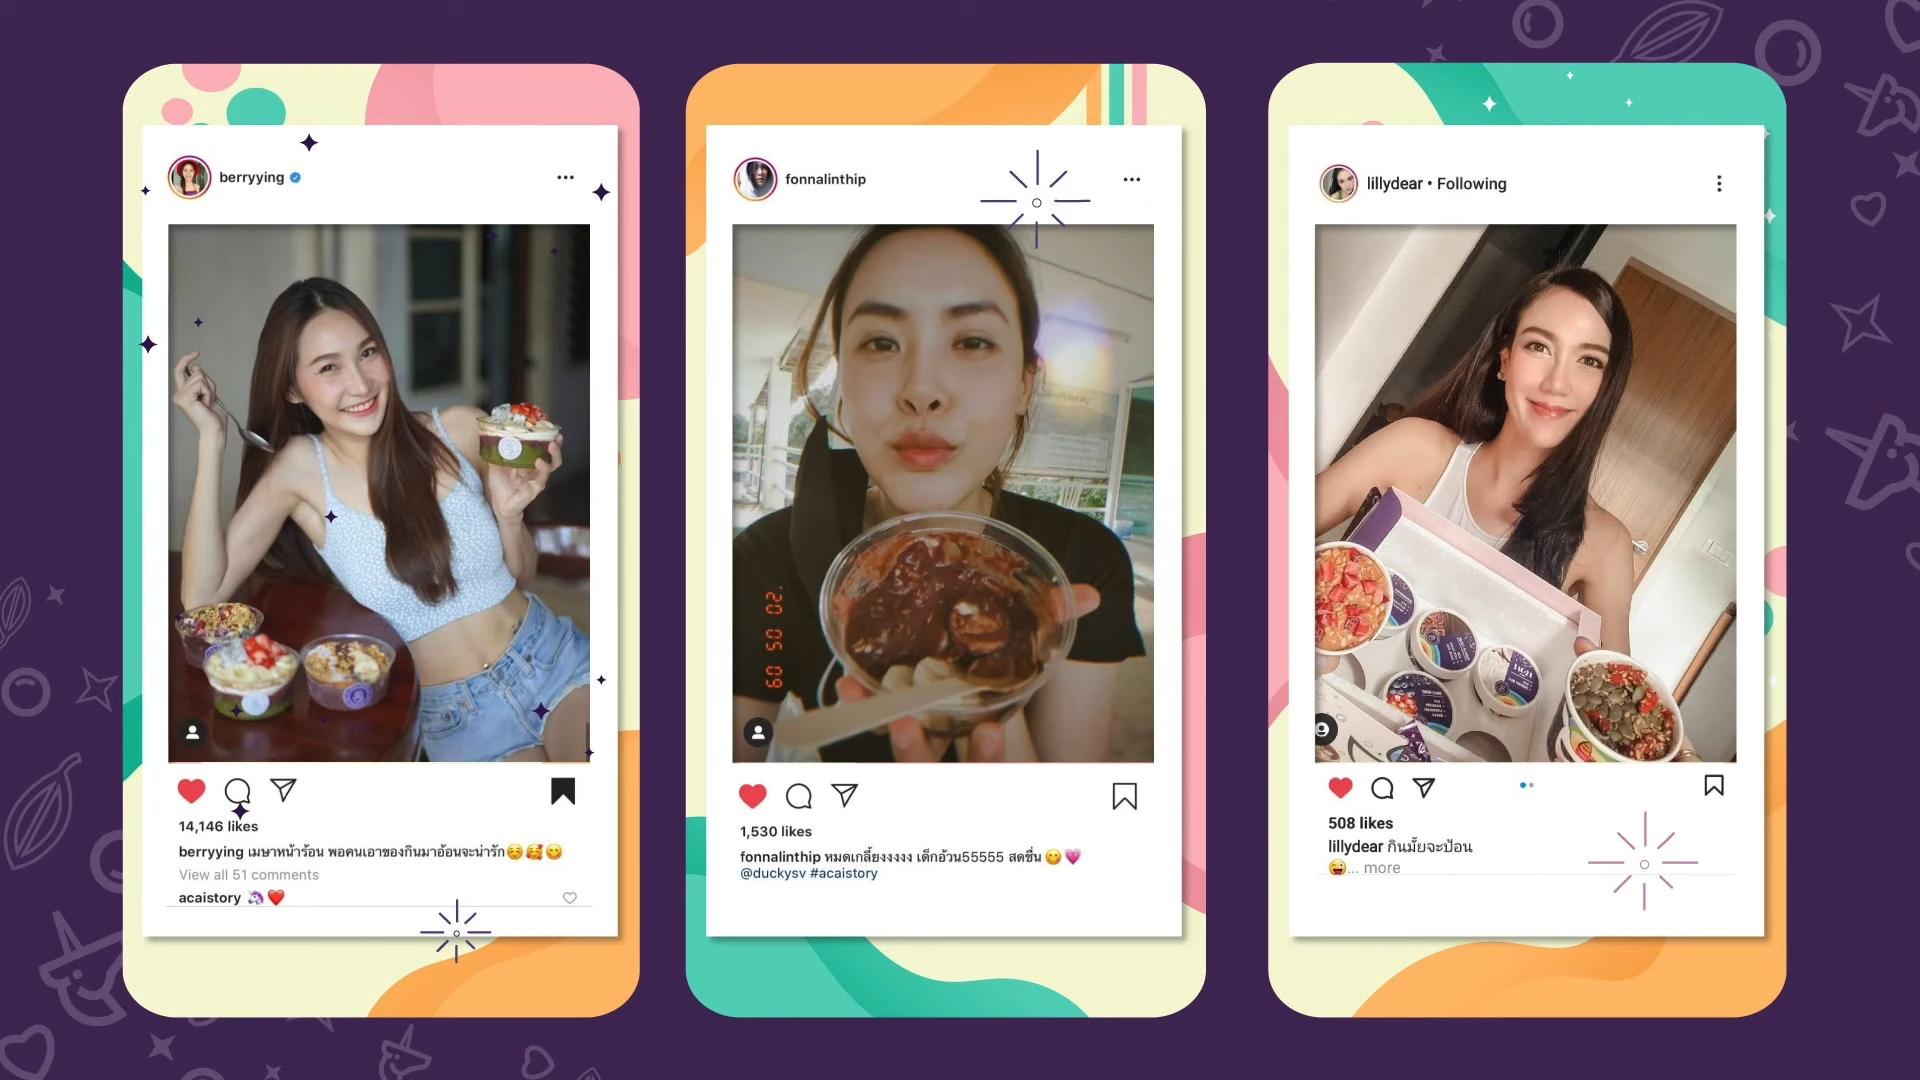 berryying
14,146 likes
berryying เมษาหน้าร้อน พอคนเอาของกินมาอ้อนจะน่ารัก☺️🥰😋
View all 51 comments
acaistory 🦄❤️
fonnalinthip
'02 05 09
1,530 likes
fonnalinthip หมดเกลี้ยงงงงง เด็กอ้วน55555 สดชื่น 😋💗
@duckysv #acaistory
lillydear • Following
508 likes
lillydear กินมั้ยจะป้อน
😜... more